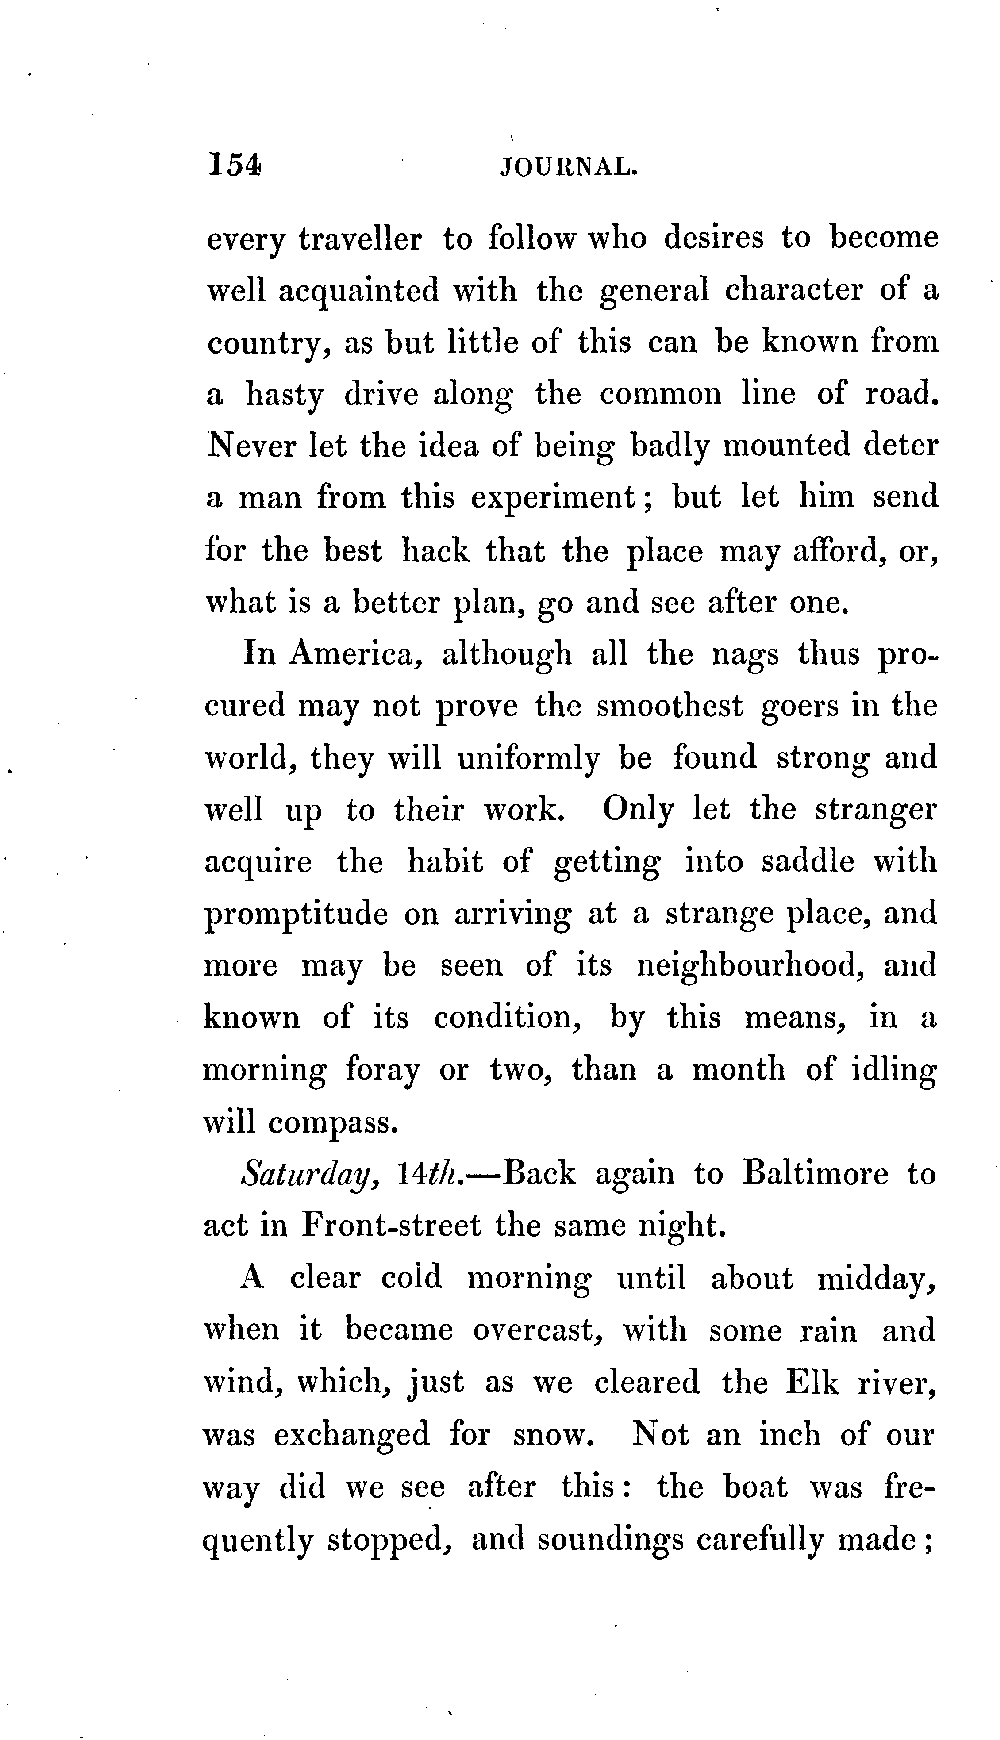 154 JOURNAL.
every traveller to follow who desires to become
well acquainted with the general character of a
country, as but little of this can be known from
a hasty drive along the common line of road.
Never let the idea of being badly mounted deter
a man from this experiment; but let him send
for the best hack that the place may afford, or,
what is a better plan, go and see after one.
In America, although all the nags thus pro-
cured may not prove the smoothest goers in the
world, they will uniformly be found strong and
well up to their work. Only let the stranger
acquire the habit of getting into saddle with
promptitude on arriving at a strange place, and
more may be seen of its neighbourhood, and
known of its condition, by this means, in a
morning foray or two, than a month of idling
will compass.
Saturday, 14th.—Back again to Baltimore to
act in Front-street the same night.
A clear cold morning until about midday,
when it became overcast, with some rain and
wind, which, just as we cleared the Elk river,
was exchanged for snow. Not an inch of our
way did we see after this: the boat was fre-
quently stopped, and soundings carefully made;